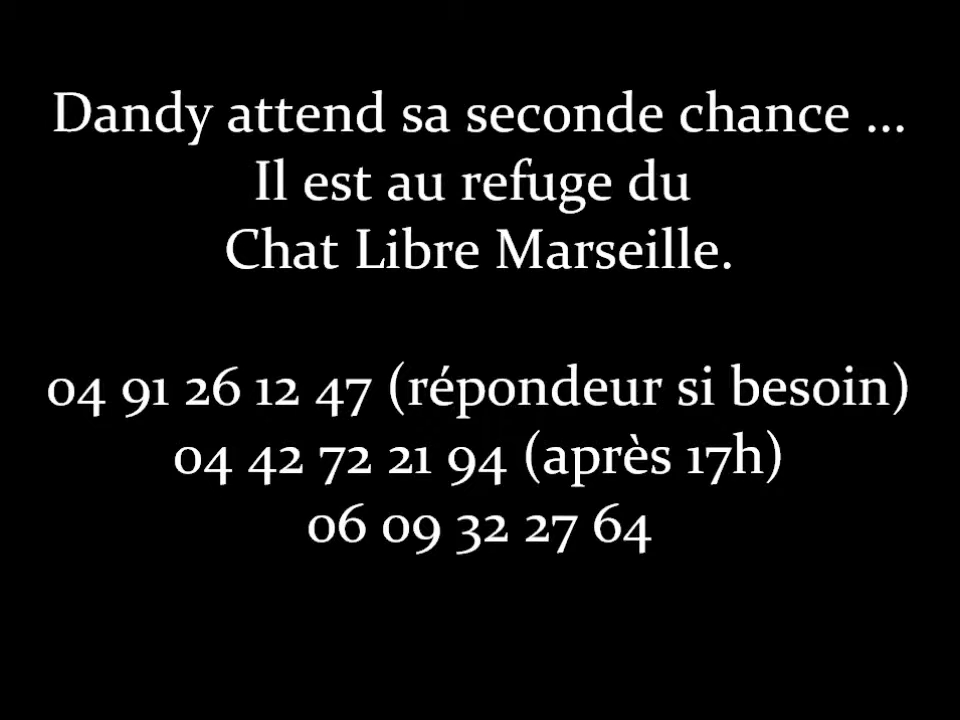 Dandy attend sa seconde chance ...
Il est au refuge du
Chat Libre Marseille.
04 91 26 12 47 (répondeur si besoin)
04 42 72 21 94 (après 17h)
06 09 32 27 64